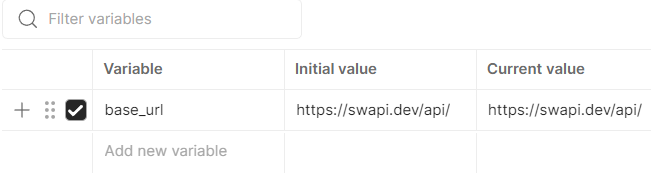 Filter variables
Variable Initial value Current value
base_url https://swapi.dev/api/ https://swapi.dev/api/
Add new variable